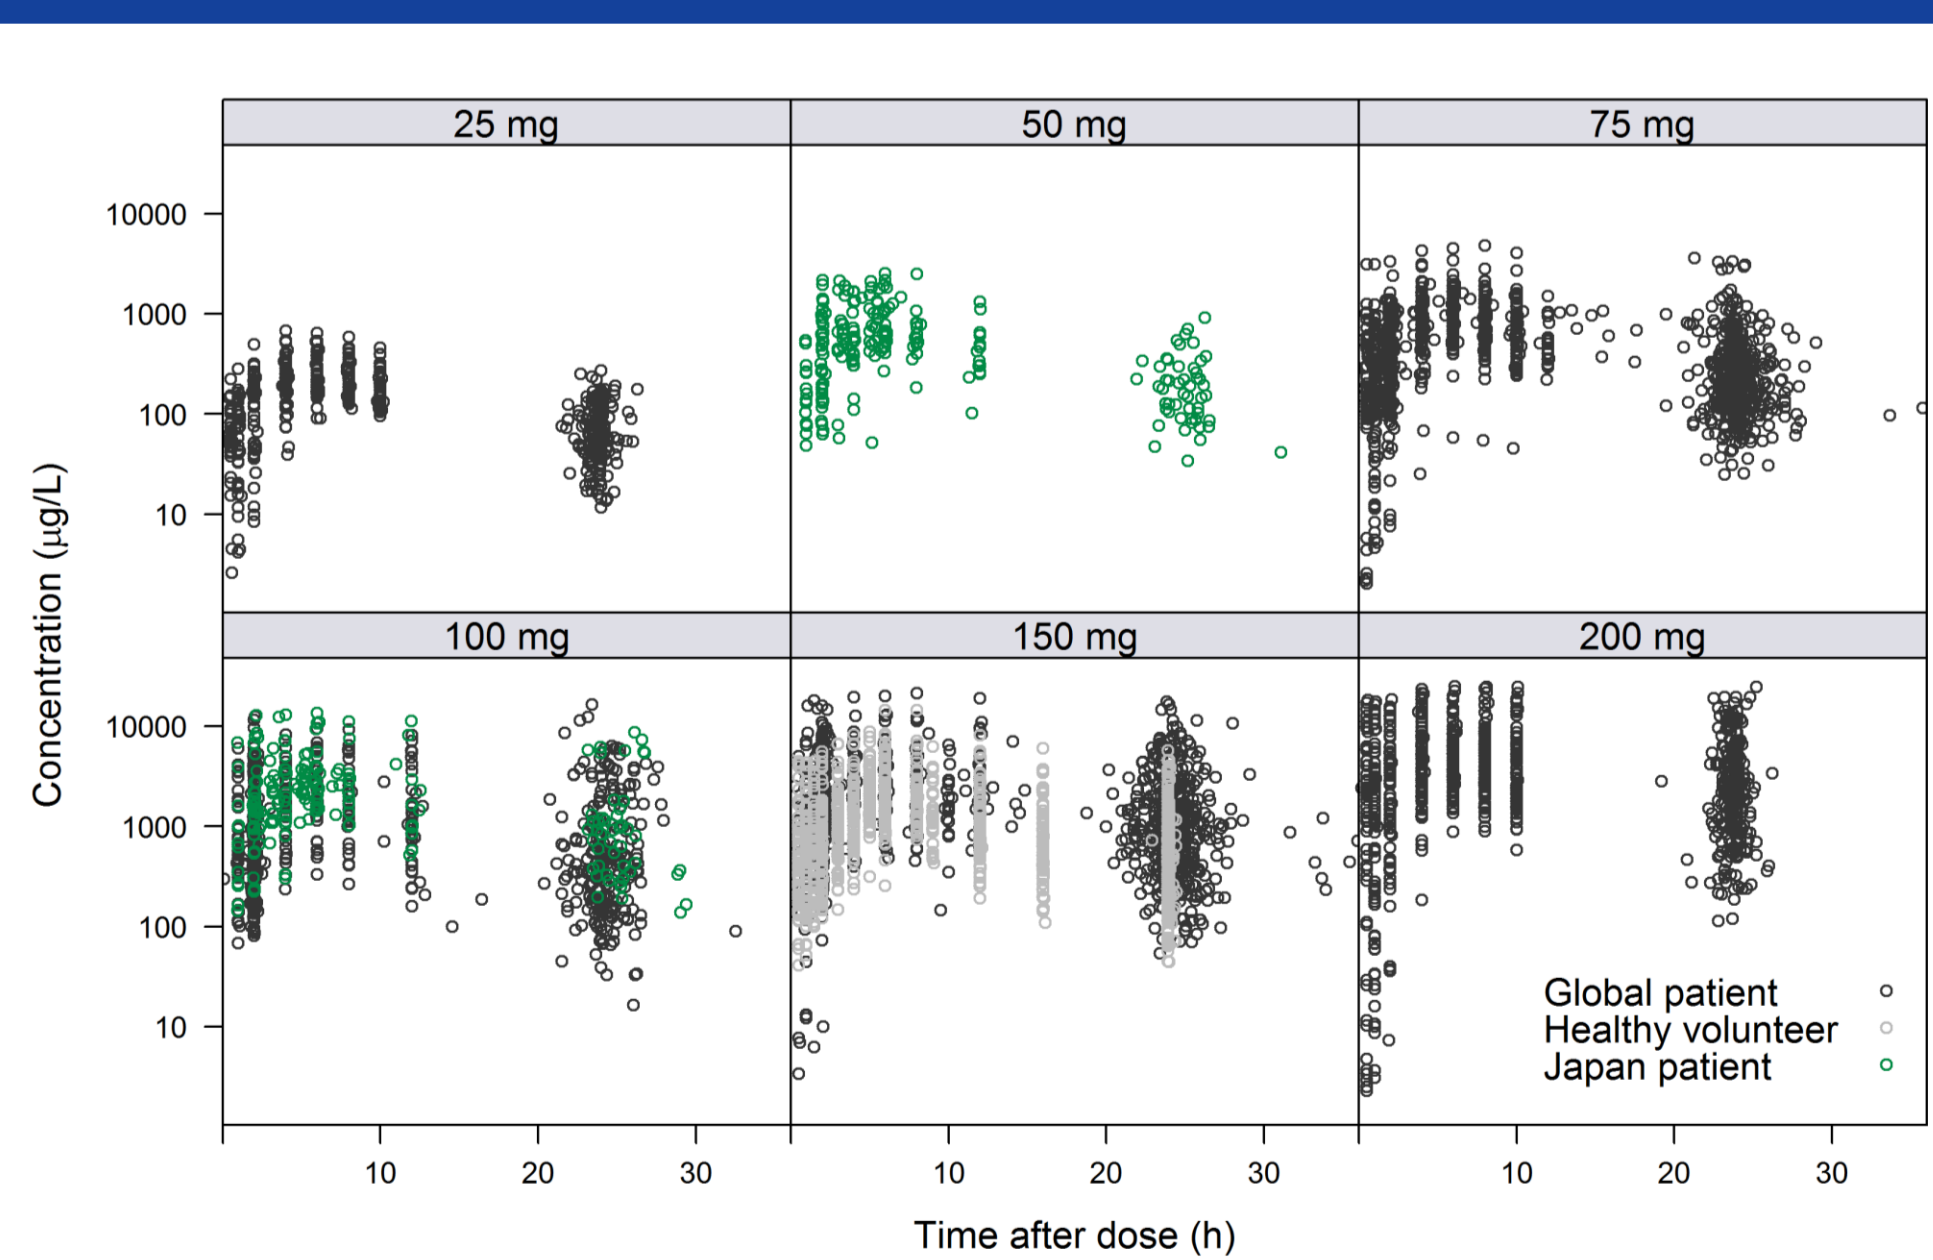 25 mg
50 mg
75 mg
10000
1000
100
10
Concentration (µg/L)
100 mg
150 mg
200 mg
10000
1000
100
10
Global patient
Healthy volunteer
Japan patient
10 20 30 10 20 30 10 20 30
Time after dose (h)